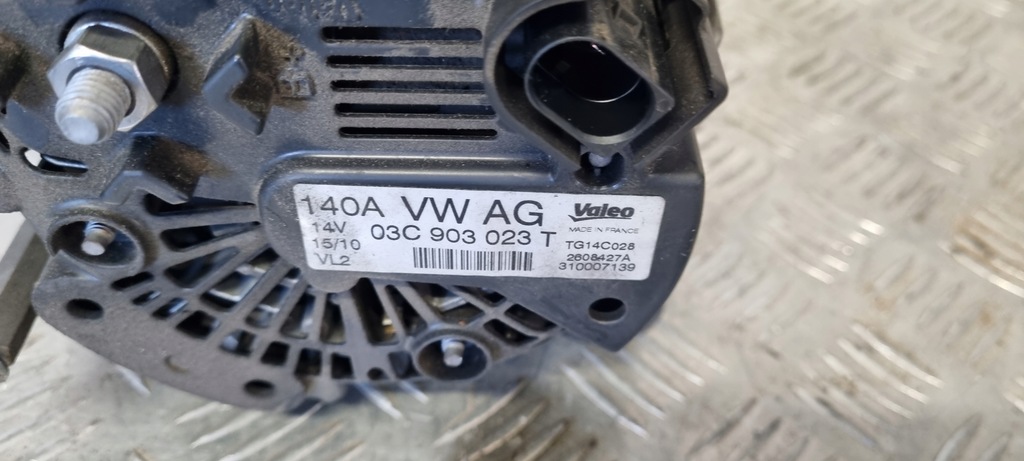 140A VW AG Valeo
14V 03C 903 023 T MADE IN FRANCE
15/10 TG14C028
VL2 2608427A
310007139